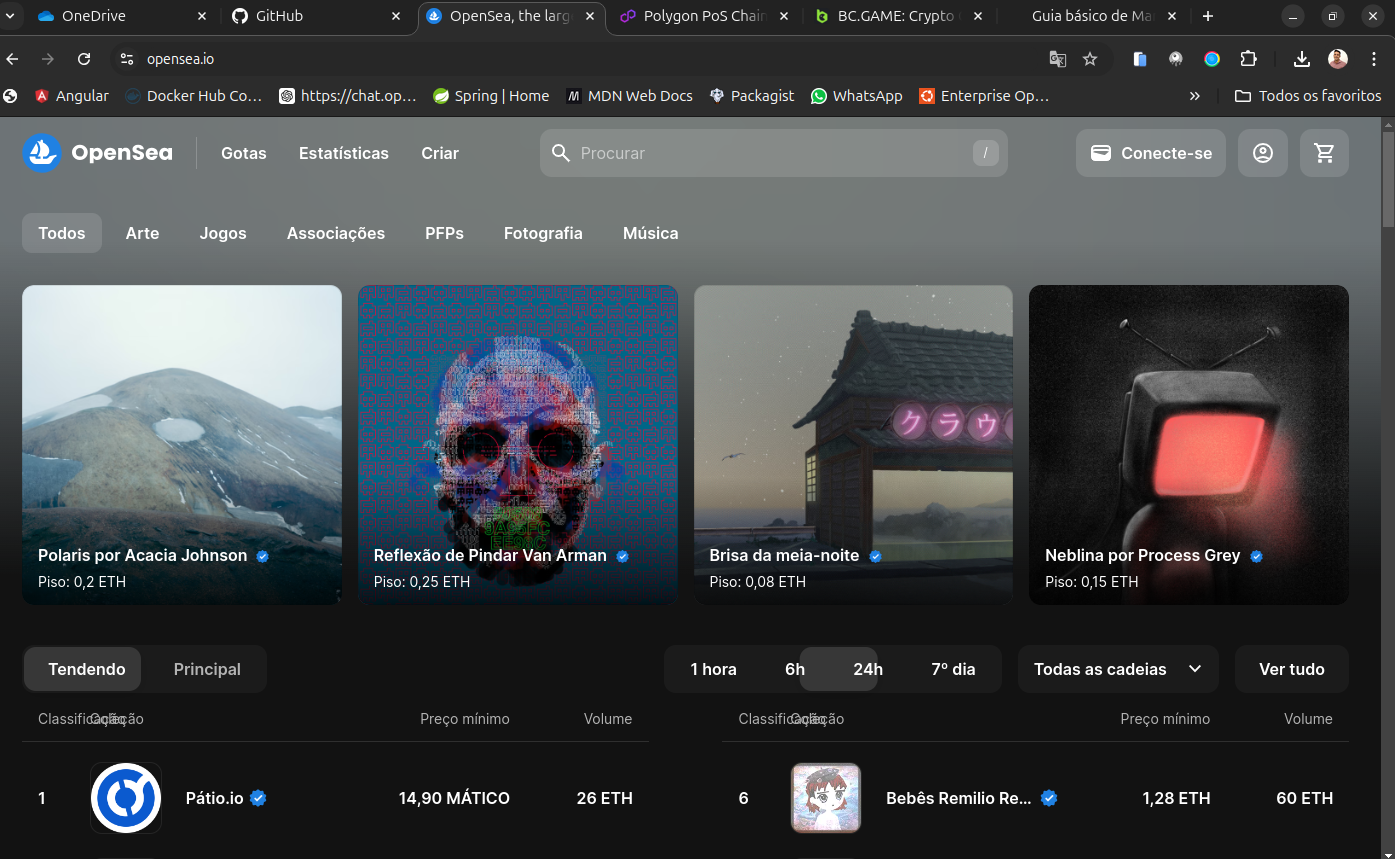 OneDrive
GitHub
OpenSea, the larg
Polygon PoS Chain
BC.GAME: Crypto
Guia básico de Ma
opensea.io
Angular
Docker Hub Co...
https://chat.op...
Spring | Home
MDN Web Docs
Packagist
WhatsApp
Enterprise Op...
Todos os favoritos
OpenSea
Gotas
Estatísticas
Criar
Procurar
/
Conecte-se
Todos
Arte
Jogos
Associações
PFPs
Fotografia
Música
クラウ
Polaris por Acacia Johnson
Piso: 0,2 ETH
Reflexão de Pindar Van Arman
Piso: 0,25 ETH
Brisa da meia-noite
Piso: 0,08 ETH
Neblina por Process Grey
Piso: 0,15 ETH
Tendendo
Principal
1 hora
6h
24h
7º dia
Todas as cadeias
Ver tudo
Classificação
Coleção
Preço mínimo
Volume
Classificação
Coleção
Preço mínimo
Volume
1
Pátio.io
14,90 MÁTICO
26 ETH
6
Bebês Remilio Re...
1,28 ETH
60 ETH